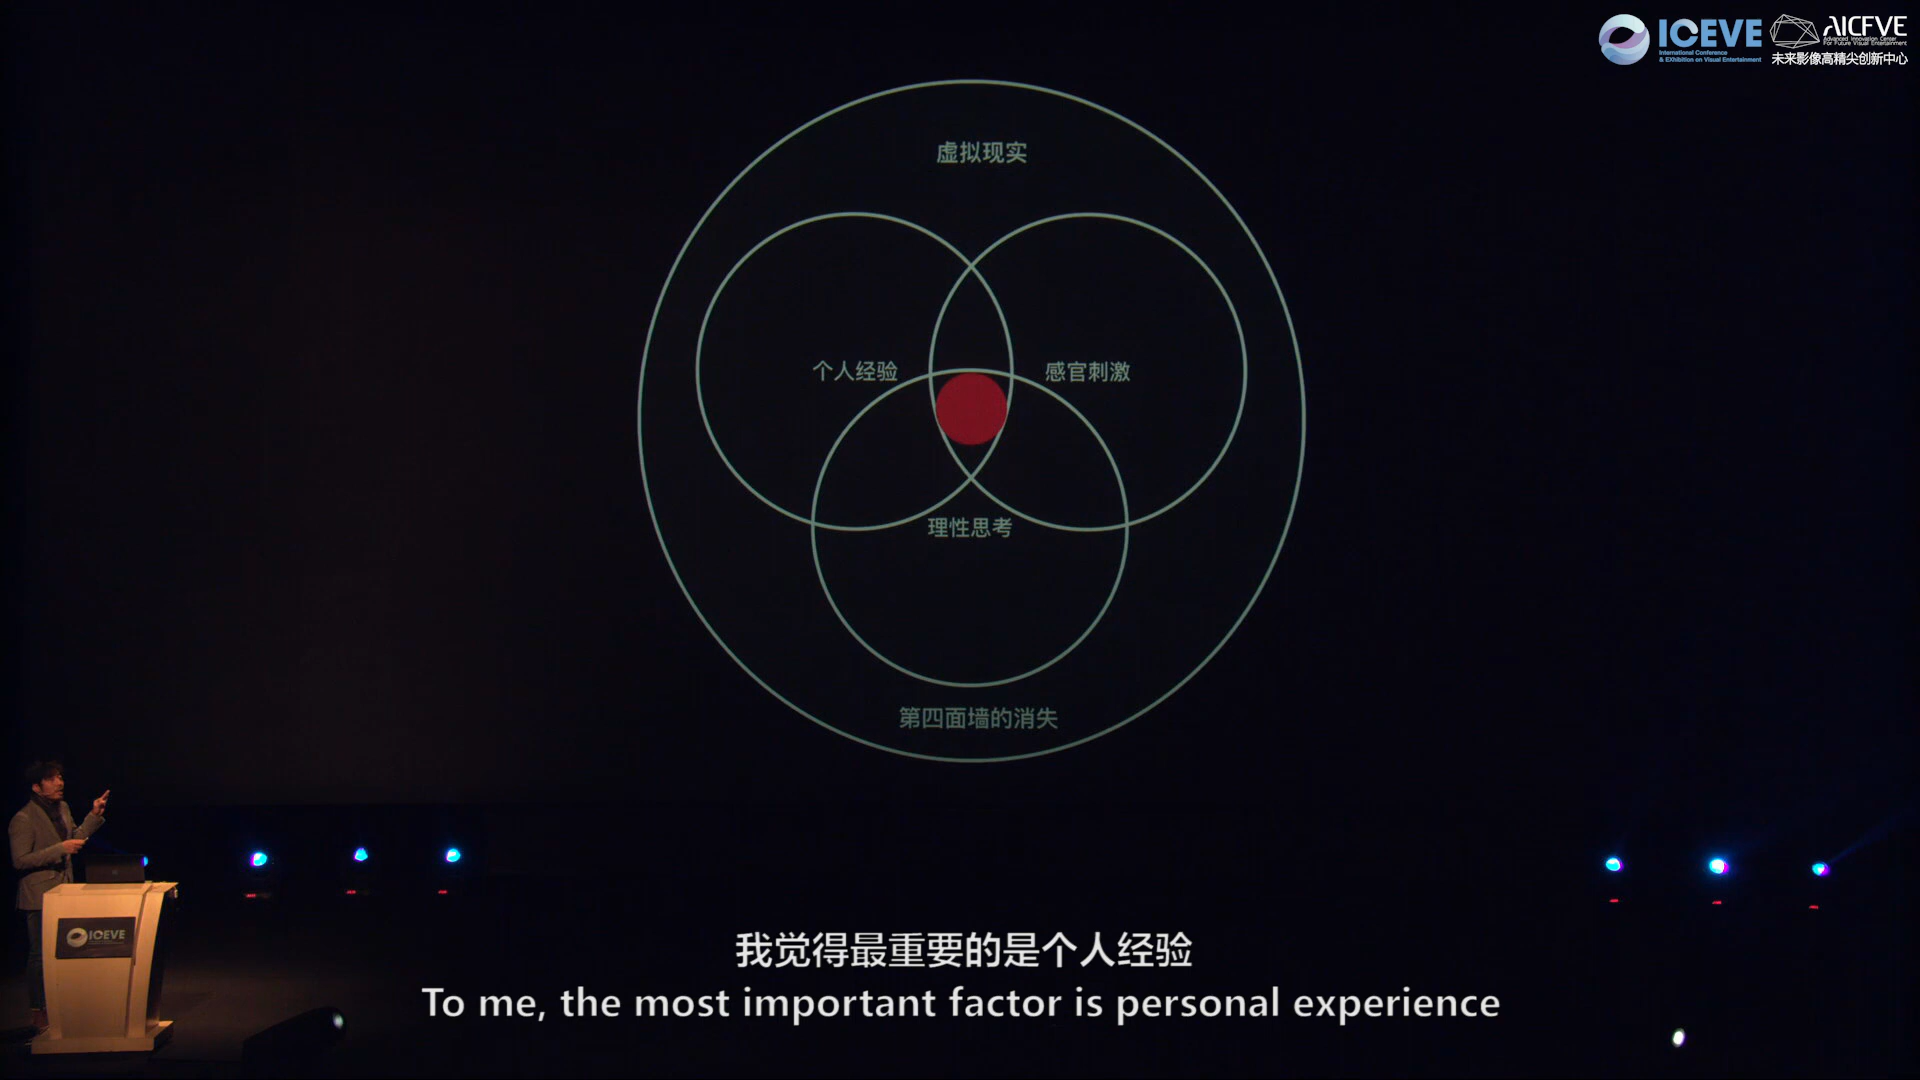 ICEVE
International Conference
& EXhibition on Visual Entertainment
AICFVE
Advanced Innovation Center
For Future Visual Entertainment
未来影像高精尖创新中心
虚拟现实
个人经验
感官刺激
理性思考
第四面墙的消失
ICEVE
我觉得最重要的是个人经验
To me, the most important factor is personal experience